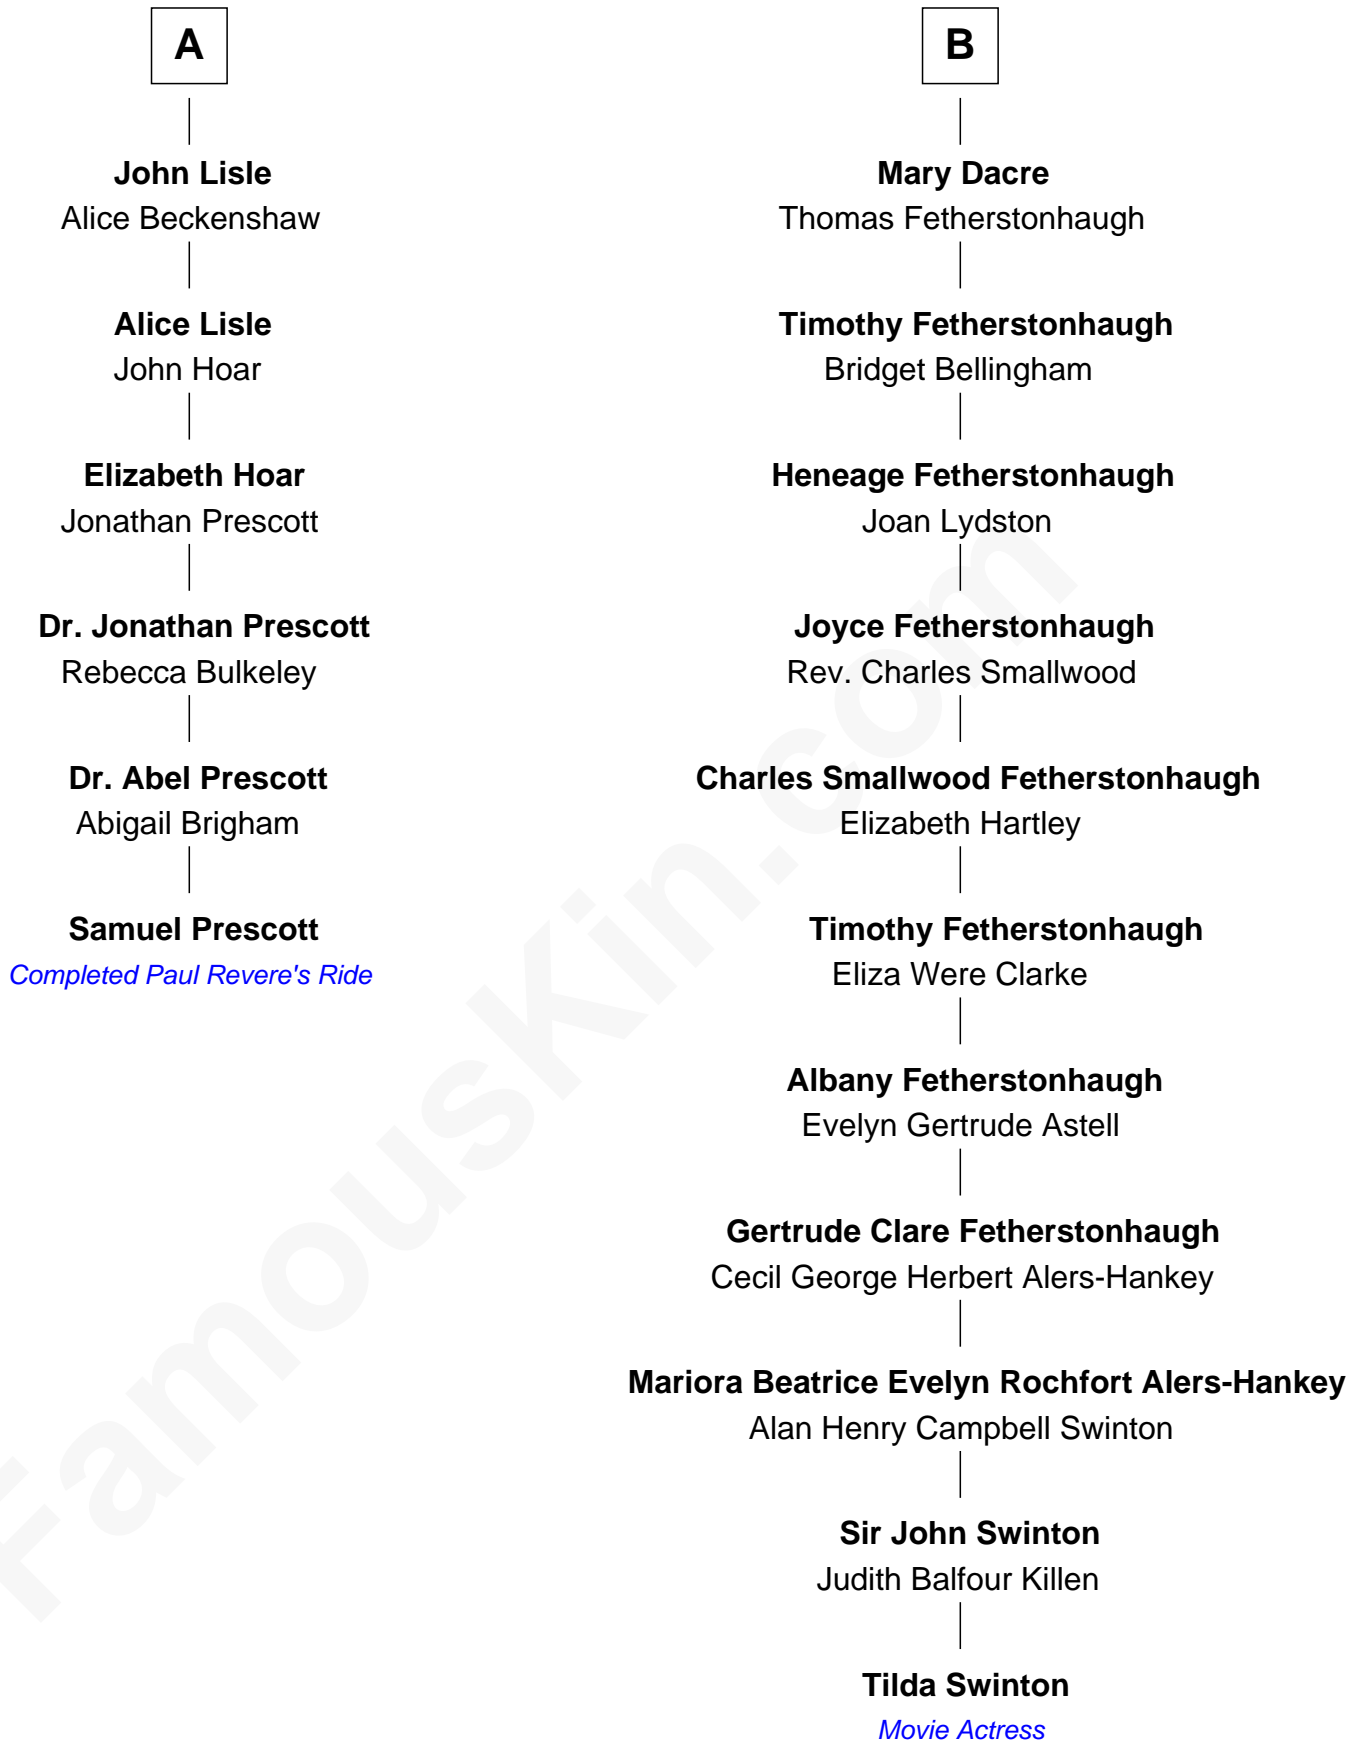 A
John Lisle
Alice Beckenshaw
Alice Lisle
John Hoar
Elizabeth Hoar
Jonathan Prescott
Dr. Jonathan Prescott
Rebecca Bulkeley
Dr. Abel Prescott
Abigail Brigham
Samuel Prescott
Completed Paul Revere's Ride
B
Mary Dacre
Thomas Fetherstonhaugh
Timothy Fetherstonhaugh
Bridget Bellingham
Heneage Fetherstonhaugh
Joan Lydston
Joyce Fetherstonhaugh
Rev. Charles Smallwood
Charles Smallwood Fetherstonhaugh
Elizabeth Hartley
Timothy Fetherstonhaugh
Eliza Were Clarke
Albany Fetherstonhaugh
Evelyn Gertrude Astell
Gertrude Clare Fetherstonhaugh
Cecil George Herbert Alers-Hankey
Mariora Beatrice Evelyn Rochfort Alers-Hankey
Alan Henry Campbell Swinton
Sir John Swinton
Judith Balfour Killen
Tilda Swinton
Movie Actress
FamousKin.com